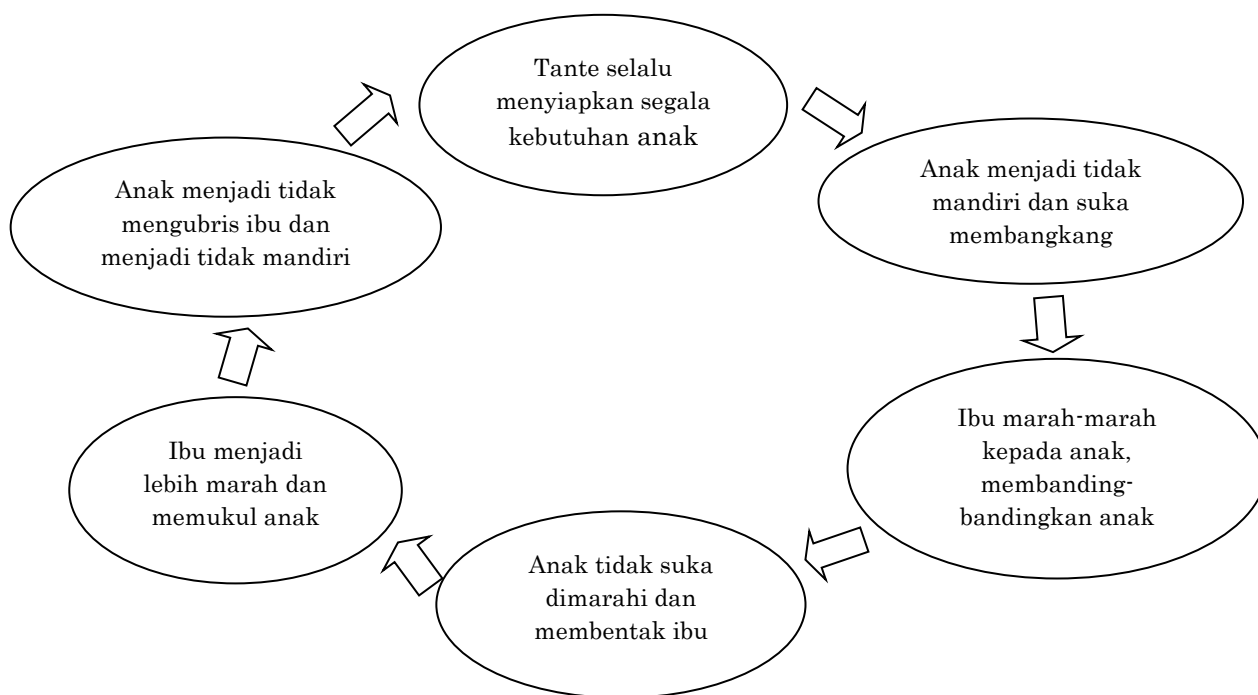 Tante selalu
menyiapkan segala
kebutuhan anak
Anak menjadi tidak
mandiri dan suka
membangkang
Ibu marah-marah
kepada anak,
membanding-
bandingkan anak
Anak tidak suka
dimarahi dan
membentak ibu
Ibu menjadi
lebih marah dan
memukul anak
Anak menjadi tidak
mengubris ibu dan
menjadi tidak mandiri